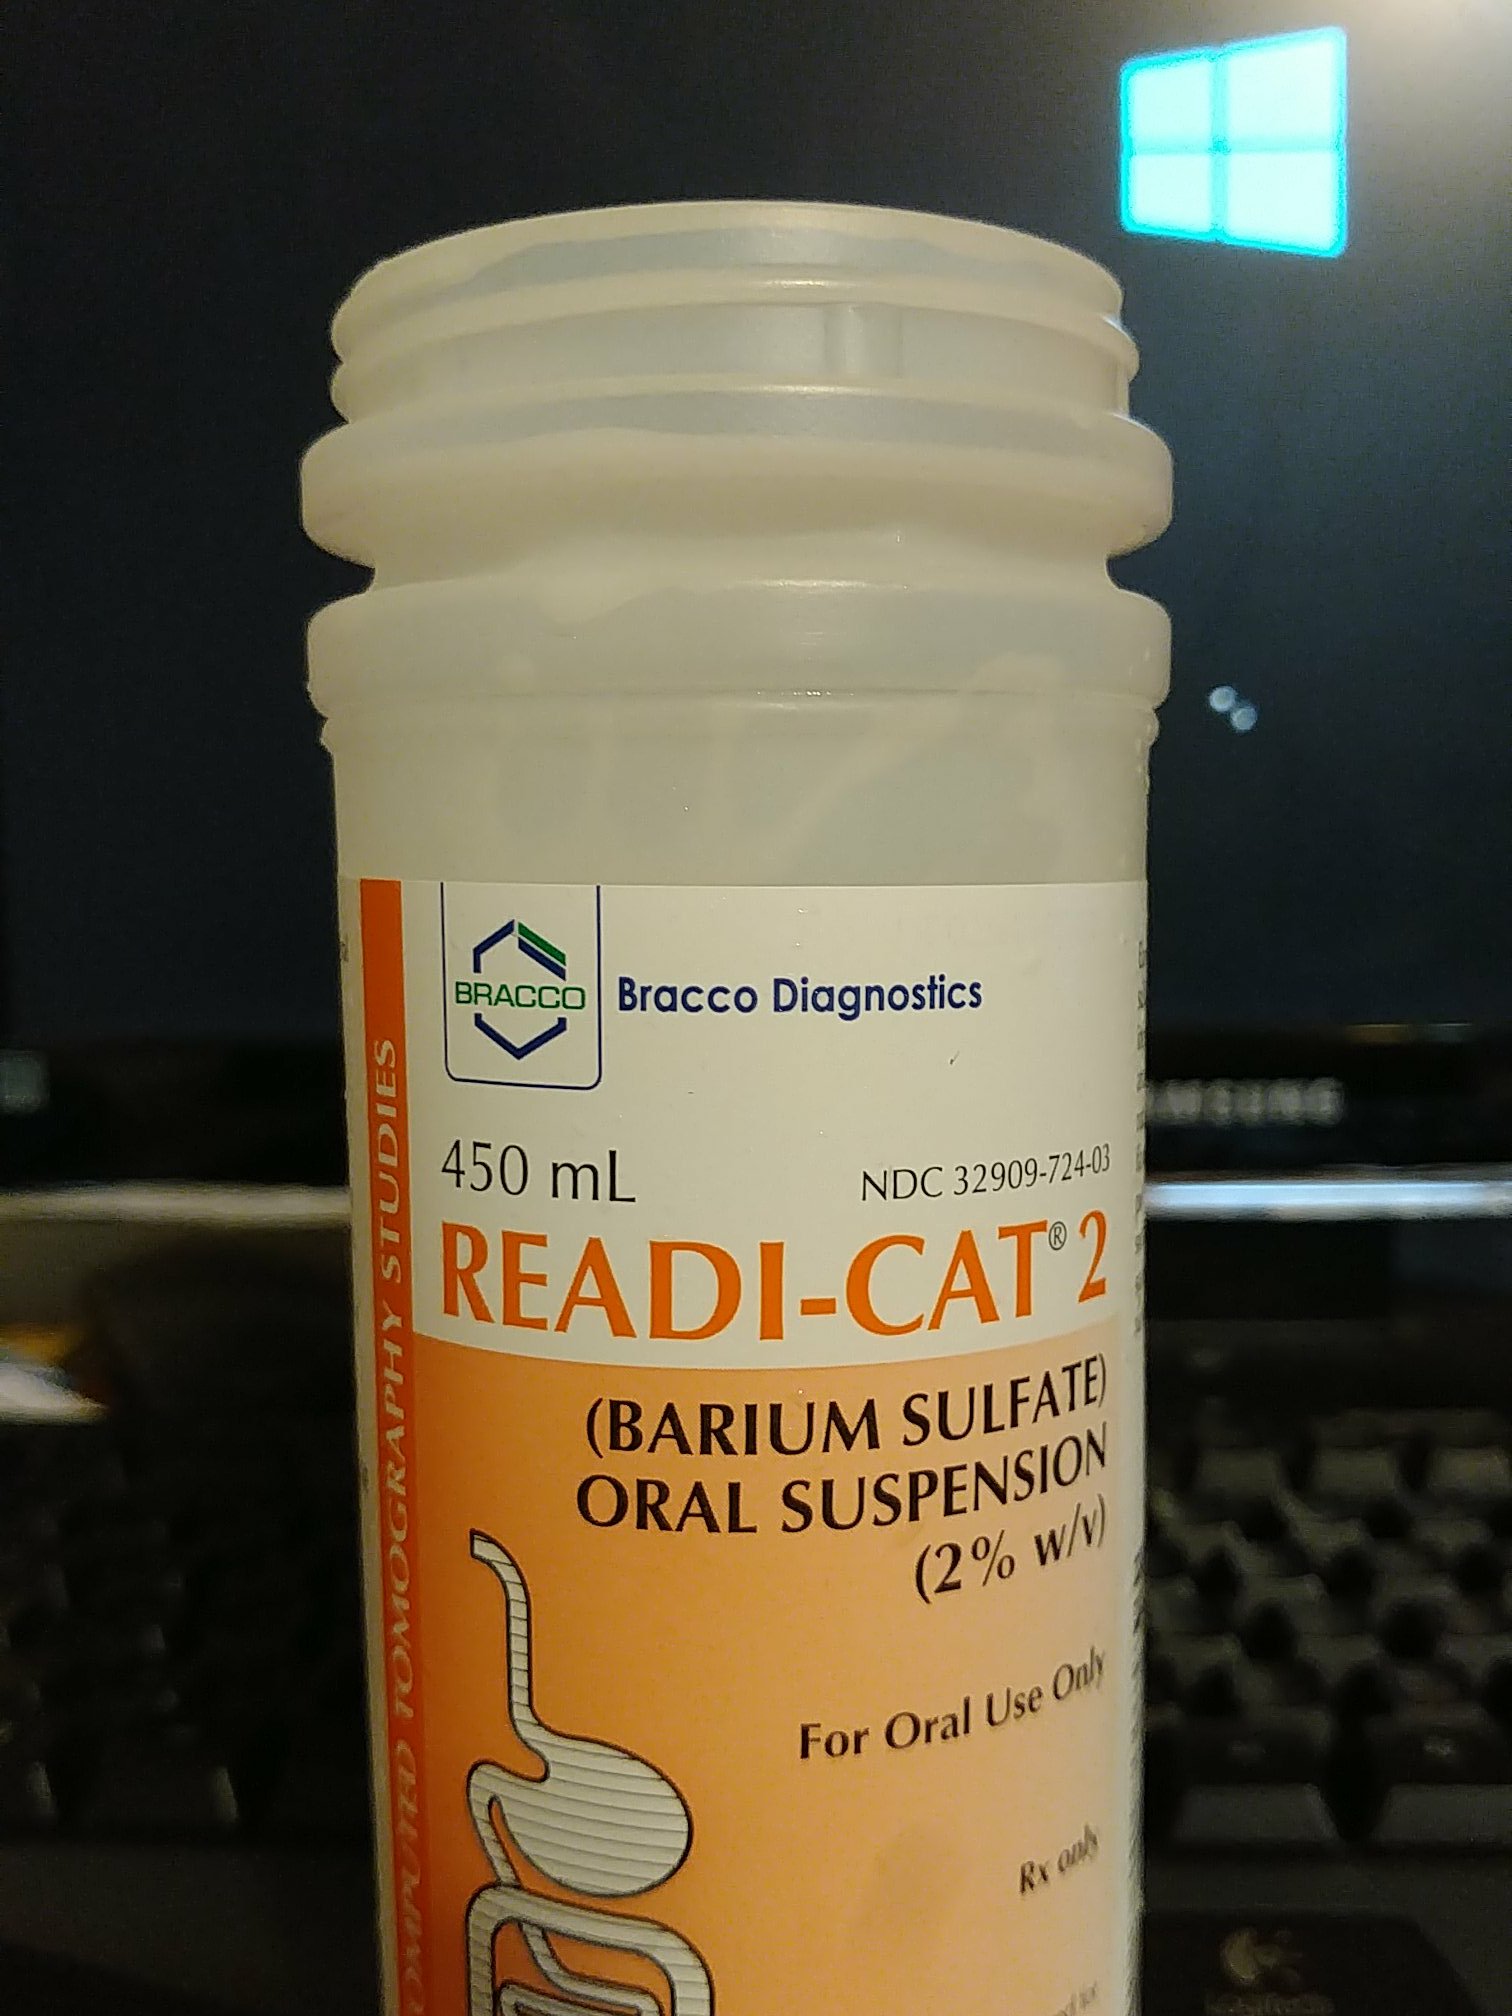 BRACCO
Bracco Diagnostics
450 mL
NDC 32909-724-03
READI-CAT® 2
(BARIUM SULFATE)
ORAL SUSPENSION
(2% w/v)
For Oral Use Only
Rx only
COMPUTED TOMOGRAPHY STUDIES
SAMSUNG